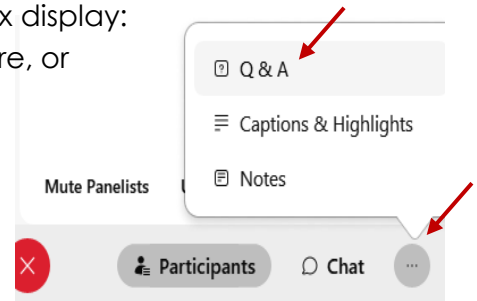 x display:
re, or
Q & A
Captions & Highlights
Notes
Mute Panelists
Participants
Chat